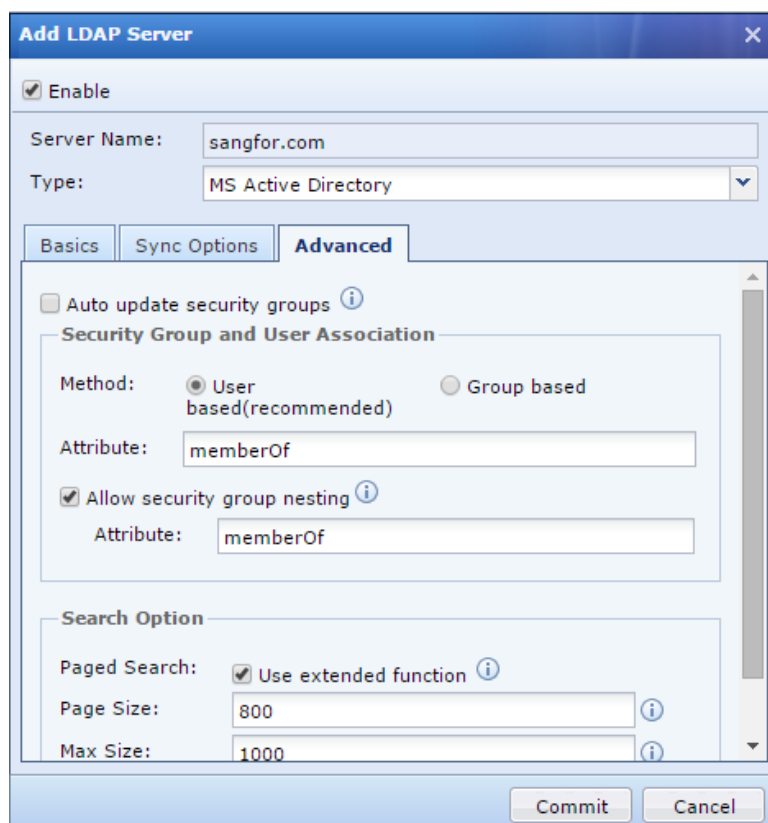 Add LDAP Server
Enable
Server Name: sangfor.com
Type: MS Active Directory
Basics Sync Options Advanced
Auto update security groups
Security Group and User Association
Method: User based(recommended) Group based
Attribute: memberOf
Allow security group nesting
Attribute: memberOf
Search Option
Paged Search: Use extended function
Page Size: 800
Max Size: 1000
Commit Cancel